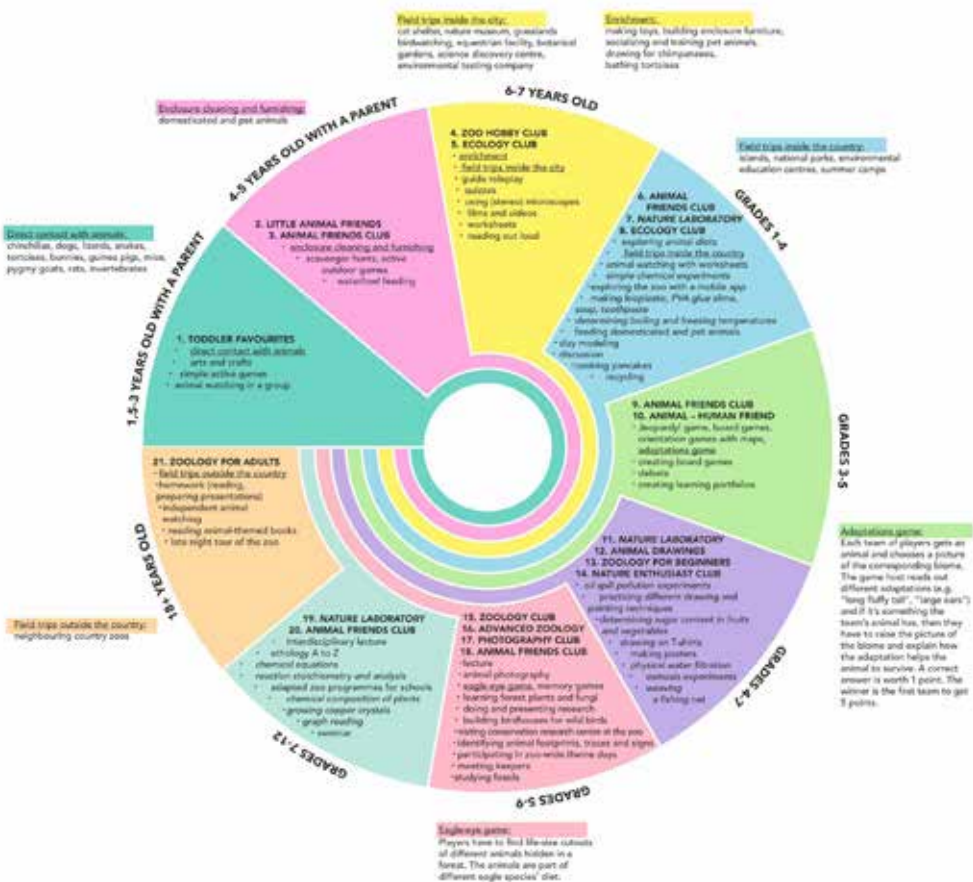 Field trips inside the city:
cat shelter, nature museum, grasslands
birdwatching, equestrian facility, botanical
gardens, science discovery centre,
environmental testing company
Enrichment:
making toys, building enclosure furniture,
socializing and training pet animals,
drawing for chimpanzees,
bathing tortoises
Enclosure cleaning and furnishing:
domesticated and pet animals
Field trips inside the country:
islands, national parks, environmental
education centres, summer camps
Direct contact with animals:
chinchillas, dogs, lizards, snakes,
tortoises, bunnies, guinea pigs, mice,
pygmy goats, rats, invertebrates
1,5-3 YEARS OLD WITH A PARENT
1. TODDLER FAVOURITES
· direct contact with animals
· arts and crafts
· simple active games
· animal watching in a group
4-5 YEARS OLD WITH A PARENT
2. LITTLE ANIMAL FRIENDS
3. ANIMAL FRIENDS CLUB
· enclosure cleaning and furnishing
· scavenger hunts, active
outdoor games
· waterfowl feeding
6-7 YEARS OLD
4. ZOO HOBBY CLUB
5. ECOLOGY CLUB
· enrichment
· field trips inside the city
· guide roleplay
· quizzes
· using (stereo) microscopes
· films and videos
· worksheets
· reading out loud
GRADES 1-4
6. ANIMAL
FRIENDS CLUB
7. NATURE LABORATORY
8. ECOLOGY CLUB
· exploring animal diets
· field trips inside the country
· animal watching with worksheets
· simple chemical experiments
· exploring the zoo with a mobile app
· making bioplastic, PVA glue slime,
soap, toothpaste
· determining boiling and freezing temperatures
· feeding domesticated and pet animals
· clay modeling
· discussion
· cooking pancakes
· recycling
GRADES 3-5
9. ANIMAL FRIENDS CLUB
10. ANIMAL – HUMAN FRIEND
· Jeopardy! game, board games,
orientation games with maps,
adaptations game
· creating board games
· debate
· creating learning portfolios
Adaptations game:
Each team of players gets an
animal and chooses a picture
of the corresponding biome.
The game host reads out
different adaptations (e.g.
"long fluffy tail", "large ears")
and if it's something the
team's animal has, then they
have to raise the picture of
the biome and explain how
the adaptation helps the
animal to survive. A correct
answer is worth 1 point. The
winner is the first team to get
5 points.
GRADES 4-7
11. NATURE LABORATORY
12. ANIMAL DRAWINGS
13. ZOOLOGY FOR BEGINNERS
14. NATURE ENTHUSIAST CLUB
· oil spill pollution experiments
· practicing different drawing and
painting techniques
· determining sugar content in fruits
and vegetables
· drawing on T-shirts
· making posters
· physical water filtration
· osmosis experiments
· weaving
a fishing net
GRADES 5-9
15. ZOOLOGY CLUB
16. ADVANCED ZOOLOGY
17. PHOTOGRAPHY CLUB
18. ANIMAL FRIENDS CLUB
· lecture
· animal photography
· eagle eye game, memory games
· learning forest plants and fungi
· doing and presenting research
· building birdhouses for wild birds
· visiting conservation research centre at the zoo
· identifying animal footprints, traces and signs
· participating in zoo-wide theme days
· meeting keepers
· studying fossils
Eagle-eye game:
Players have to find life-size cutouts
of different animals hidden in a
forest. The animals are part of
different eagle species' diet.
GRADES 7-12
19. NATURE LABORATORY
20. ANIMAL FRIENDS CLUB
· interdisciplinary lecture
· ethology A to Z
· chemical equations
· reaction stoichiometry and analysis
· adapted zoo programmes for schools
· chemical composition of plants
· growing copper crystals
· graph reading
· seminar
18+ YEARS OLD
21. ZOOLOGY FOR ADULTS
· field trips outside the country
· homework (reading,
preparing presentations)
· independent animal
watching
· reading animal-themed books
· late night tour of the zoo
Field trips outside the country:
neighbouring country zoos